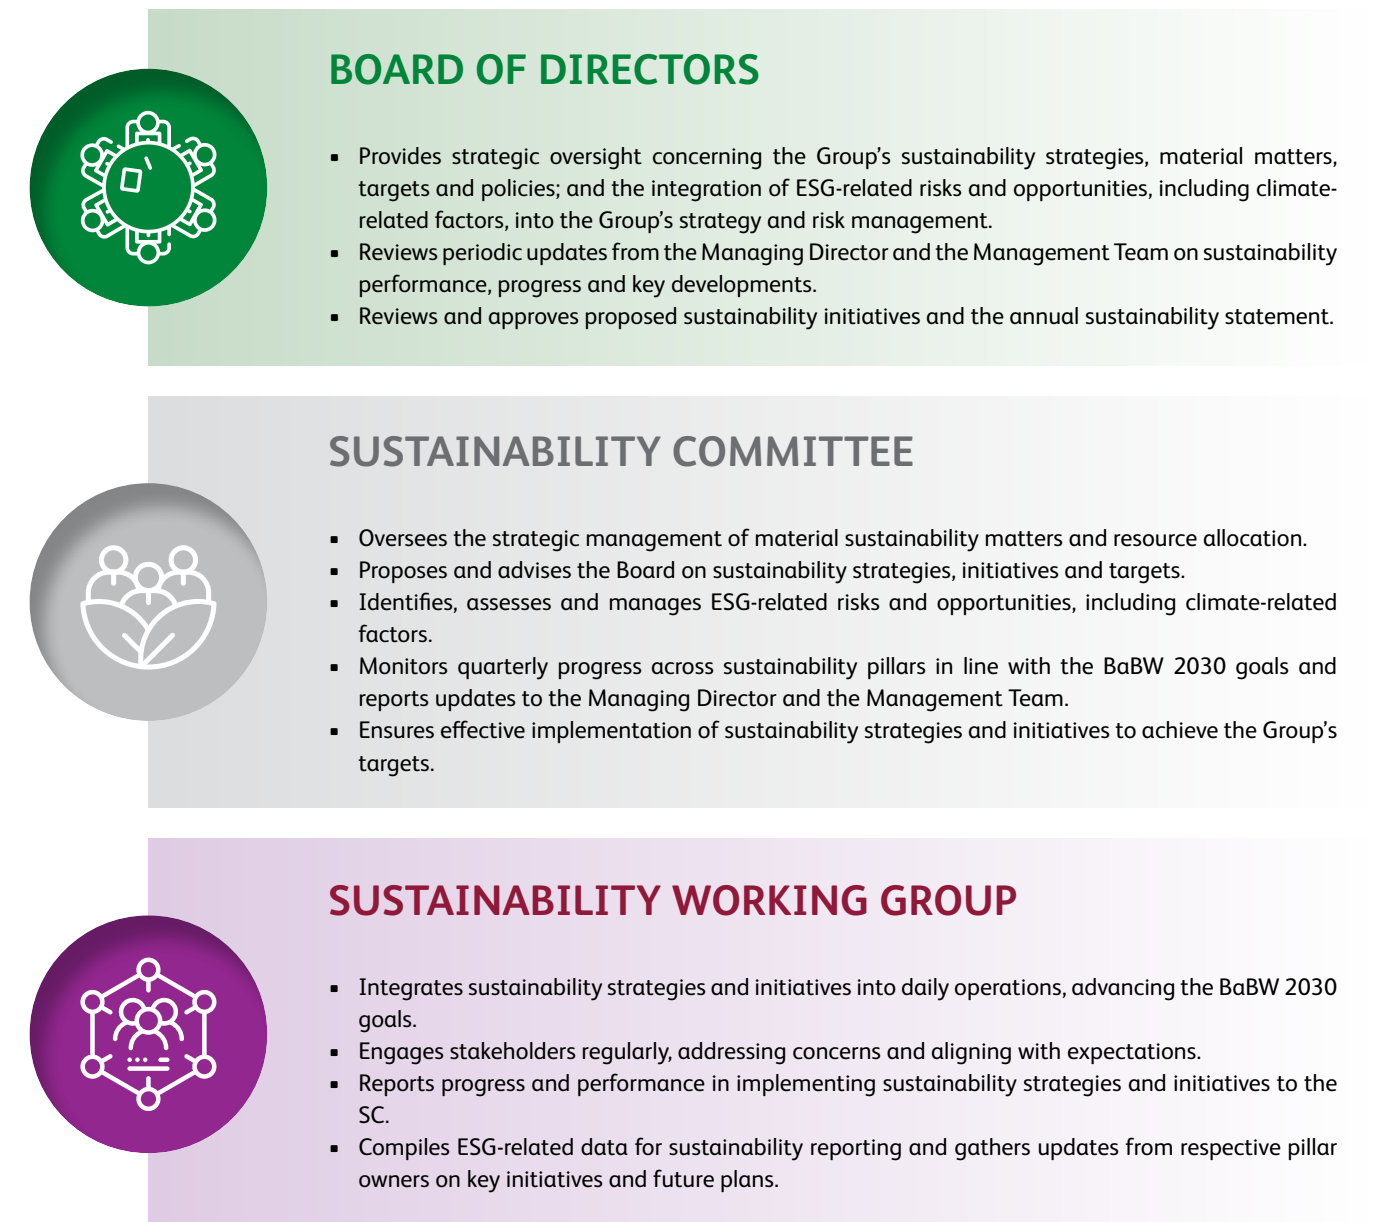 BOARD OF DIRECTORS
▪ Provides strategic oversight concerning the Group’s sustainability strategies, material matters,
targets and policies; and the integration of ESG-related risks and opportunities, including climate-
related factors, into the Group’s strategy and risk management.
▪ Reviews periodic updates from the Managing Director and the Management Team on sustainability
performance, progress and key developments.
▪ Reviews and approves proposed sustainability initiatives and the annual sustainability statement.
SUSTAINABILITY COMMITTEE
▪ Oversees the strategic management of material sustainability matters and resource allocation.
▪ Proposes and advises the Board on sustainability strategies, initiatives and targets.
▪ Identifies, assesses and manages ESG-related risks and opportunities, including climate-related
factors.
▪ Monitors quarterly progress across sustainability pillars in line with the BaBW 2030 goals and
reports updates to the Managing Director and the Management Team.
▪ Ensures effective implementation of sustainability strategies and initiatives to achieve the Group’s
targets.
SUSTAINABILITY WORKING GROUP
▪ Integrates sustainability strategies and initiatives into daily operations, advancing the BaBW 2030
goals.
▪ Engages stakeholders regularly, addressing concerns and aligning with expectations.
▪ Reports progress and performance in implementing sustainability strategies and initiatives to the
SC.
▪ Compiles ESG-related data for sustainability reporting and gathers updates from respective pillar
owners on key initiatives and future plans.